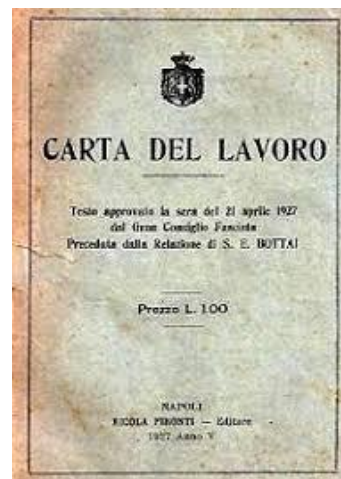 CARTA DEL LAVORO
Testo approvato la sera del 21 aprile 1927
dal Gran Consiglio Fascista
Preceduta dalla Relazione di S. E. BOTTAI
Prezzo L. 1.00
NAPOLI
NICOLA PIRONTI — Editore
1927 Anno V